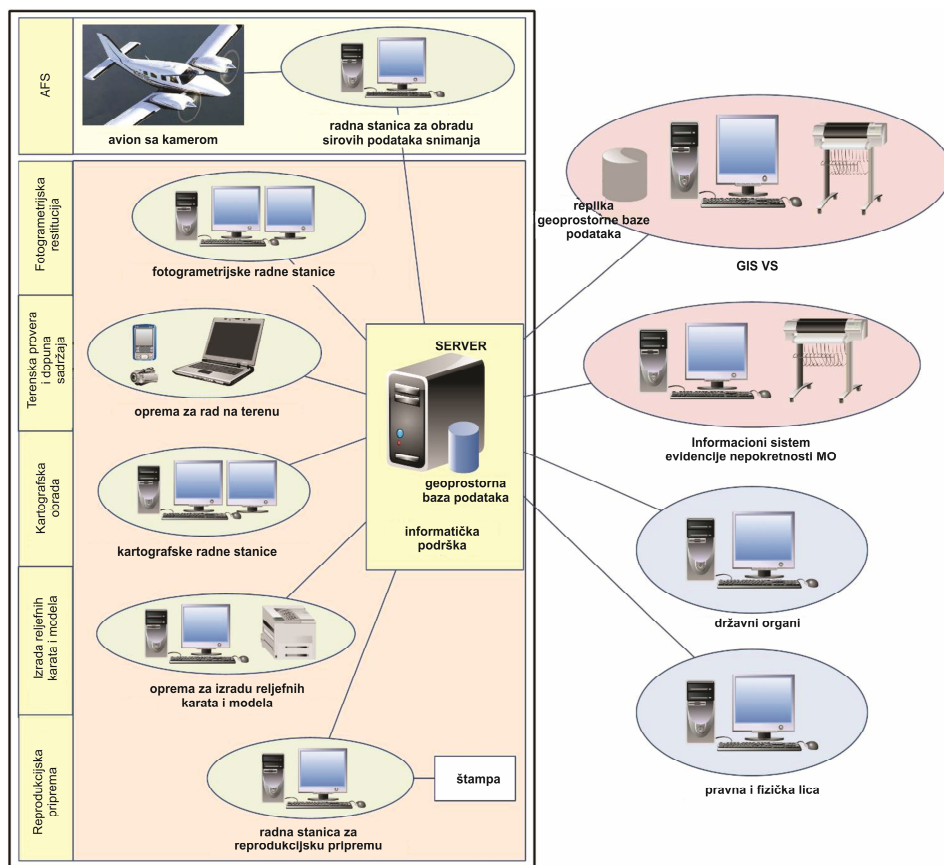 AFS
avion sa kamerom
radna stanica za obradu
sirovih podataka snimanja
Fotogrametrijska
restitucija
fotogrametrijske radne stanice
Terenska provera
i dopuna
sadržaja
oprema za rad na terenu
Kartografska
obrada
kartografske radne stanice
Izrada reljefnih
karata i modela
oprema za izradu reljefnih
karata i modela
Reprodukcijska
priprema
radna stanica za
reprodukcijsku pripremu
štampa
SERVER
geoprostorna
baza podataka
informatička
podrška
replika
geoprostorne baze
podataka
GIS VS
Informacioni sistem
evidencije nepokretnosti MO
državni organi
pravna i fizička lica